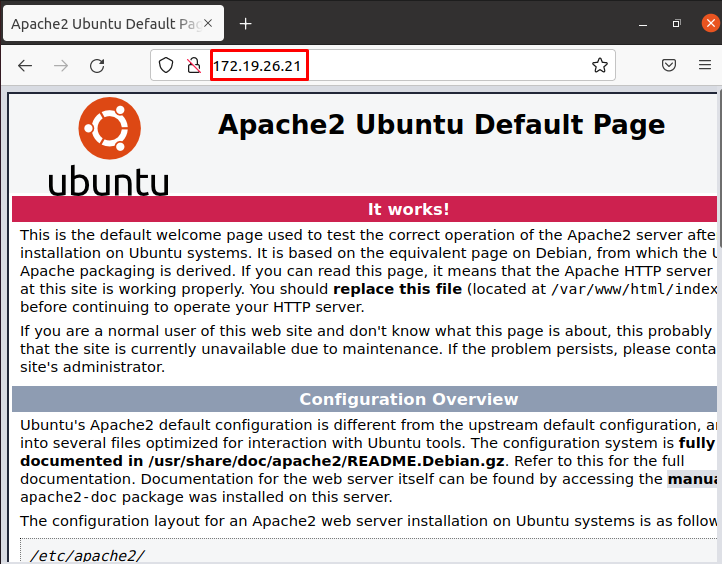 Apache2 Ubuntu Default Pag
172.19.26.21
ubuntu
Apache2 Ubuntu Default Page
It works!
This is the default welcome page used to test the correct operation of the Apache2 server afte
installation on Ubuntu systems. It is based on the equivalent page on Debian, from which the U
Apache packaging is derived. If you can read this page, it means that the Apache HTTP server
at this site is working properly. You should replace this file (located at /var/www/html/index
before continuing to operate your HTTP server.
If you are a normal user of this web site and don't know what this page is about, this probably
that the site is currently unavailable due to maintenance. If the problem persists, please conta
site's administrator.
Configuration Overview
Ubuntu's Apache2 default configuration is different from the upstream default configuration, a
into several files optimized for interaction with Ubuntu tools. The configuration system is fully
documented in /usr/share/doc/apache2/README.Debian.gz. Refer to this for the full
documentation. Documentation for the web server itself can be found by accessing the manua
apache2-doc package was installed on this server.
The configuration layout for an Apache2 web server installation on Ubuntu systems is as follow
/etc/apache2/